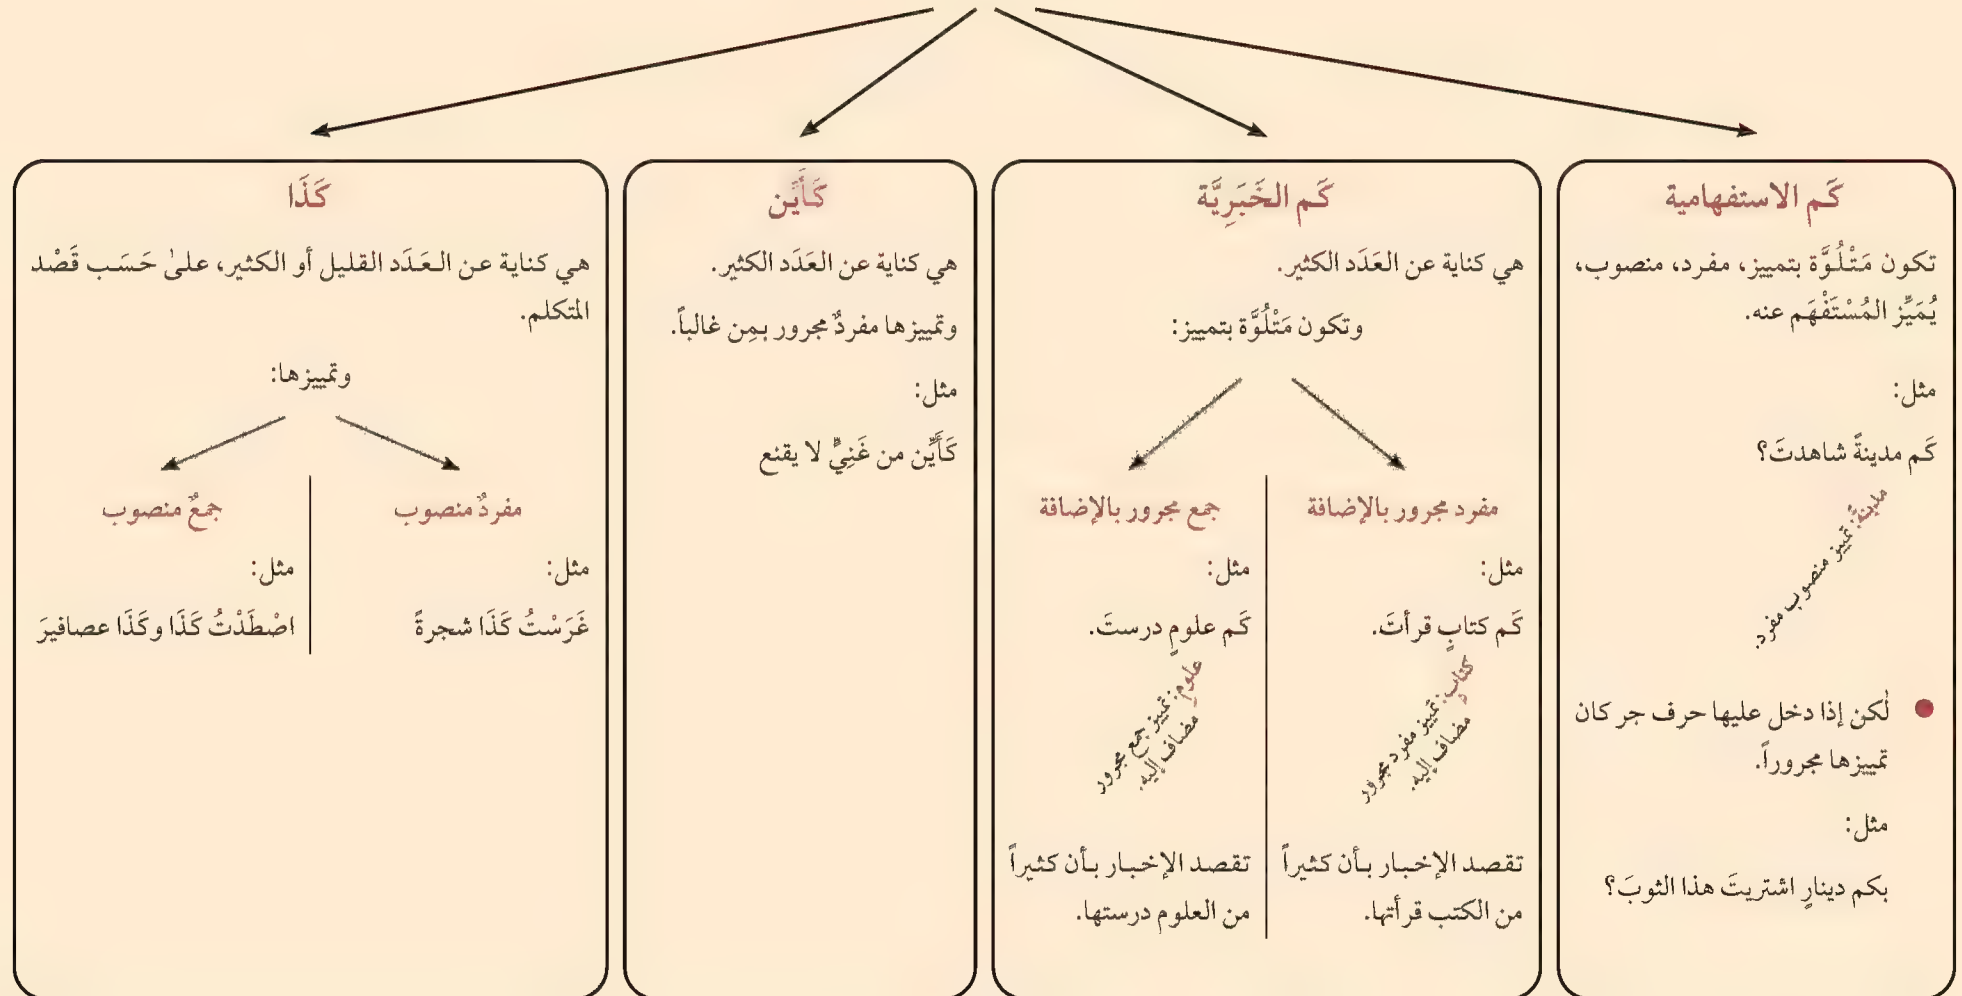 كَم الاستفهامية
تكون مَتْلُوَّة بتمييز، مفرد، منصوب،
يُمَيِّز المُسْتَفْهَم عنه.
مثل:
كَم مدينةً شاهدتَ؟
مدينةً: تمييز منصوب مفرد.
لٰكن إذا دخل عليها حرف جر كان
تمييزها مجروراً.
مثل:
بكم دينارٍ اشتريتَ هذا الثوبَ؟
كَم الخَبَرِيَّة
هي كناية عن العَدَد الكثير.
وتكون مَتْلُوَّة بتمييز:
مفرد مجرور بالإضافة
مثل:
كَم كتابٍ قرأتَ.
كتابٍ: تمييز مفرد مجرور
مضاف إليه.
تقصد الإخبار بأن كثيراً
من الكتب قرأتها.
جمع مجرور بالإضافة
مثل:
كَم علومٍ درستَ.
علومٍ: تمييز جمع مجرور
مضاف إليه.
تقصد الإخبار بأن كثيراً
من العلوم درستها.
كَأَيِّن
هي كناية عن العَدَد الكثير.
وتمييزها مفردٌ مجرور بمِن غالباً.
مثل:
كَأَيِّن من غَنِيٍّ لا يقنع
كَذَا
هي كناية عن العَدَد القليل أو الكثير، علىٰ حَسَب قَصْد
المتكلم.
وتمييزها:
مفردٌ منصوب
مثل:
غَرَسْتُ كَذَا شجرةً
جمعٌ منصوب
مثل:
اصْطَدْتُ كَذَا وكَذَا عصافيرَ